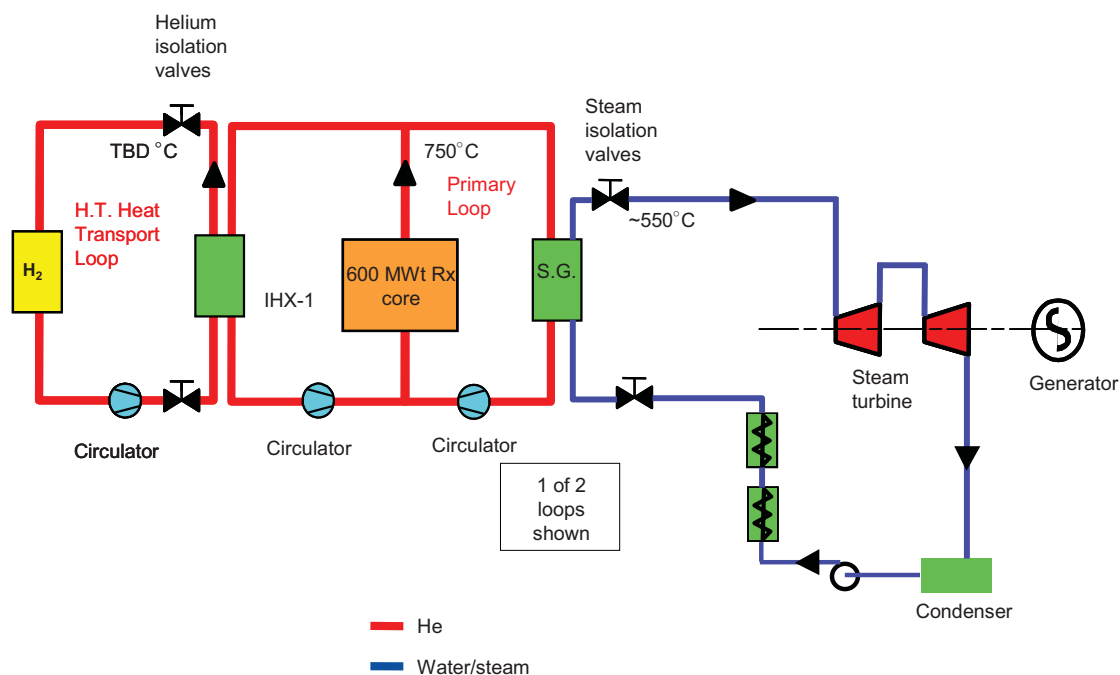 Helium
isolation
valves
TBD °C
H.T. Heat
Transport
Loop
H₂
IHX-1
Circulator
750°C
Primary
Loop
600 MWt Rx
core
S.G.
Circulator
Circulator
1 of 2
loops
shown
Steam
isolation
valves
~550°C
Steam
turbine
Generator
Condenser
He
Water/steam